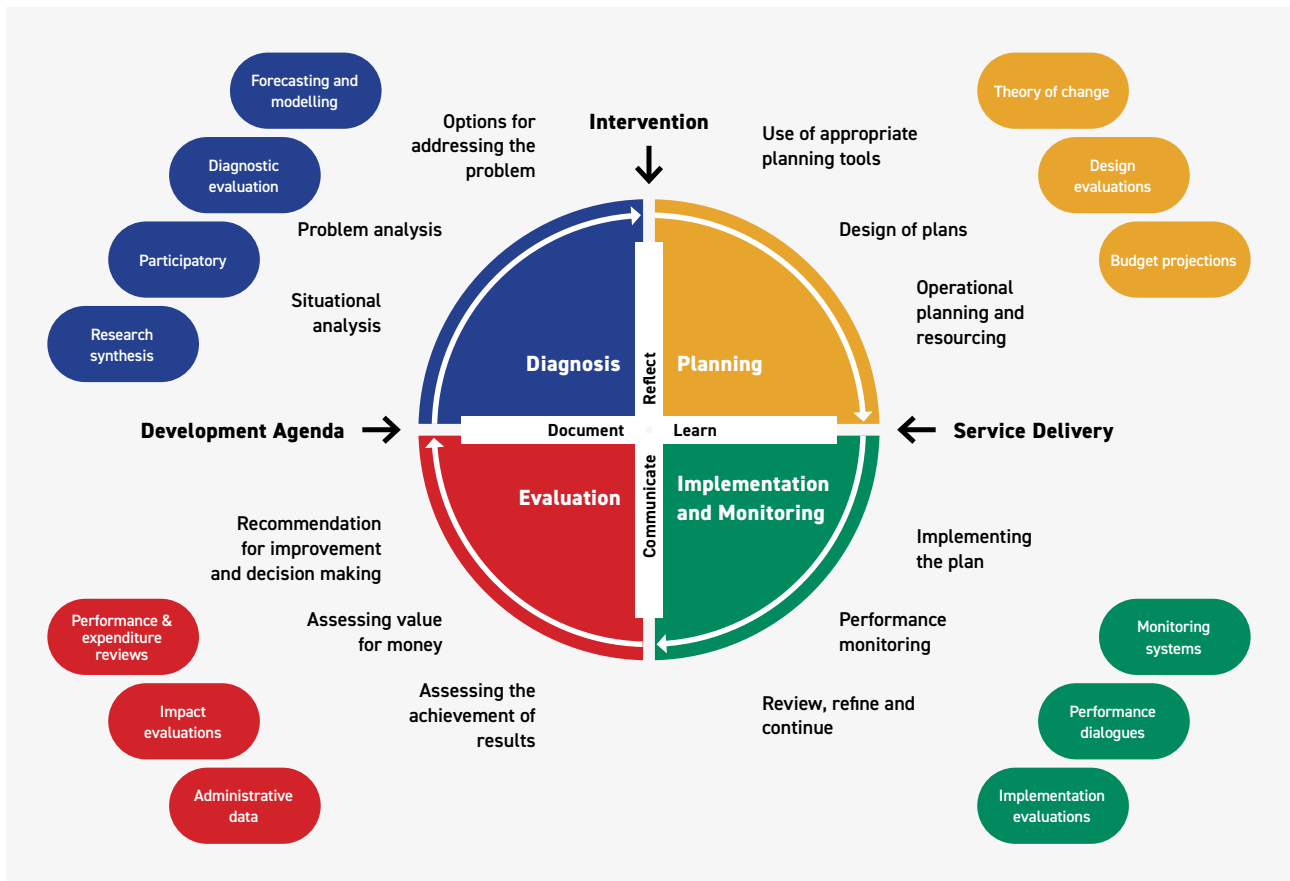 Forecasting and
modelling
Diagnostic
evaluation
Participatory
Research
synthesis
Options for
addressing the
problem
Problem analysis
Situational
analysis
Intervention
Use of appropriate
planning tools
Design of plans
Operational
planning and
resourcing
Theory of change
Design
evaluations
Budget projections
Diagnosis
Reflect
Planning
Development Agenda
Document
Learn
Service Delivery
Evaluation
Communicate
Implementation
and Monitoring
Recommendation
for improvement
and decision making
Assessing value
for money
Assessing the
achievement of
results
Performance &
expenditure
reviews
Impact
evaluations
Administrative
data
Implementing
the plan
Performance
monitoring
Review, refine and
continue
Monitoring
systems
Performance
dialogues
Implementation
evaluations